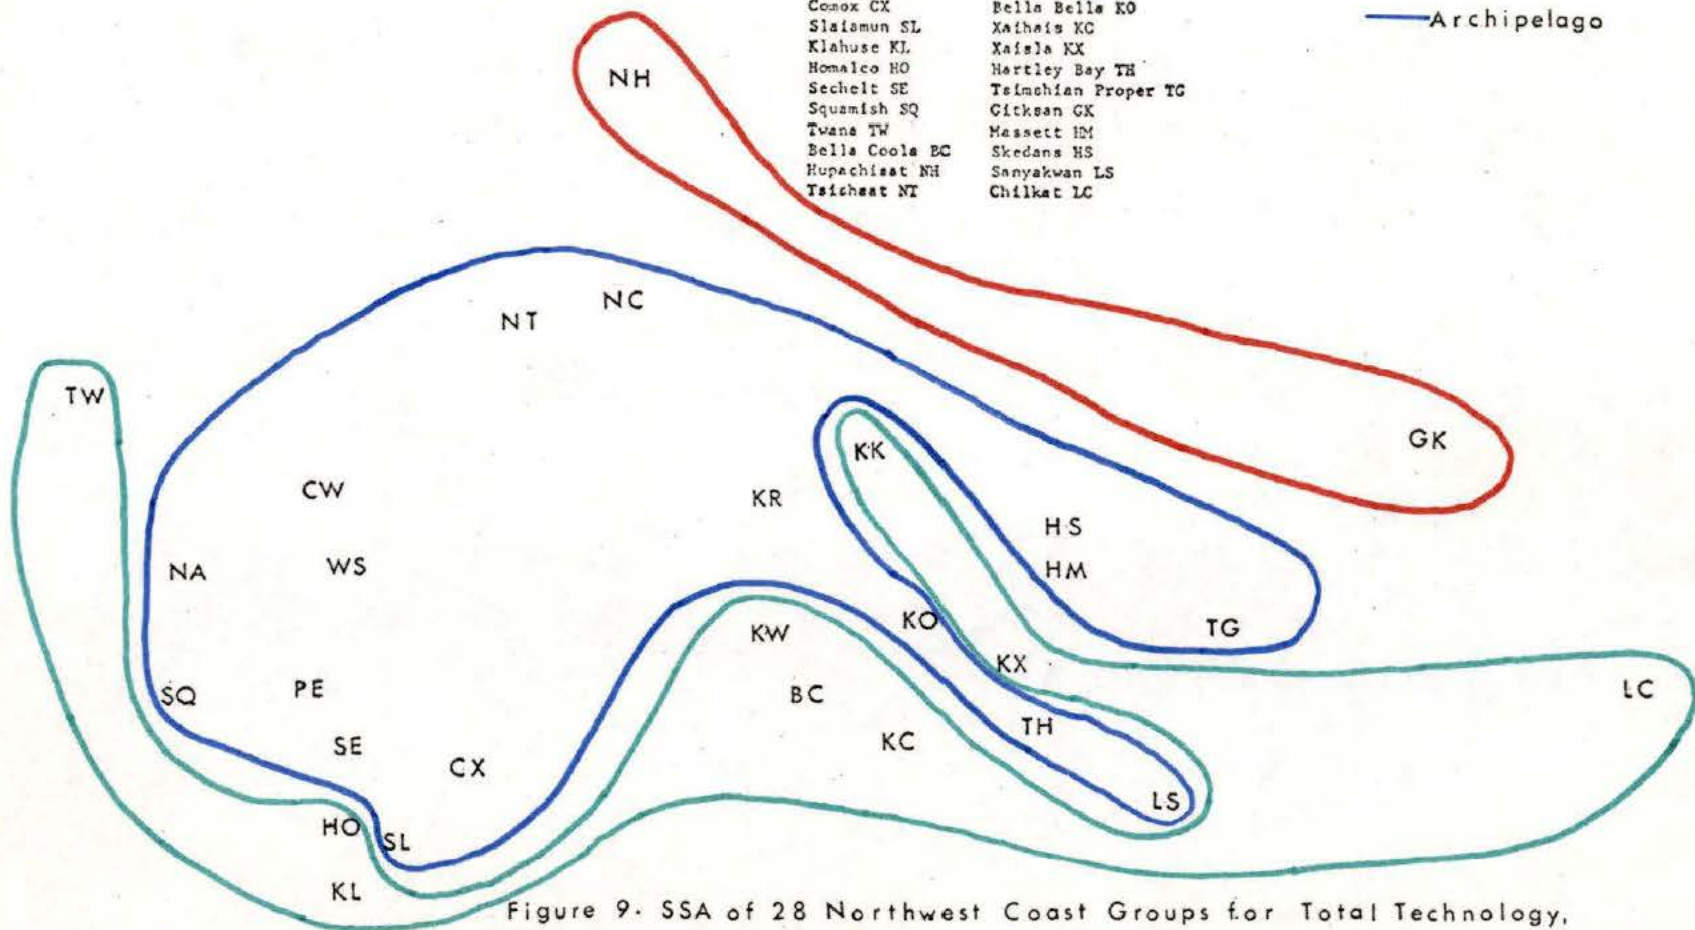 Comox CX Bella Bella KO
Slaiamun SL Xaihais KC
Klahuse KL Xaisla KX
Homalco HO Hartley Bay TH
Sechelt SE Tsimshian Proper TG
Squamish SQ Gitksan GK
Twana TW Massett HM
Bella Coola BC Skedans HS
Hupachisat NH Sanyakwan LS
Tsichaat NT Chilkat LC
Archipelago
NH
NC
NT
TW
GK
KK
CW
KR
HS
WS
HM
NA
KO
TG
KW
KX
PE
SQ
BC
LC
TH
SE
KC
CX
LS
HO
SL
KL
Figure 9. SSA of 28 Northwest Coast Groups for Total Technology,